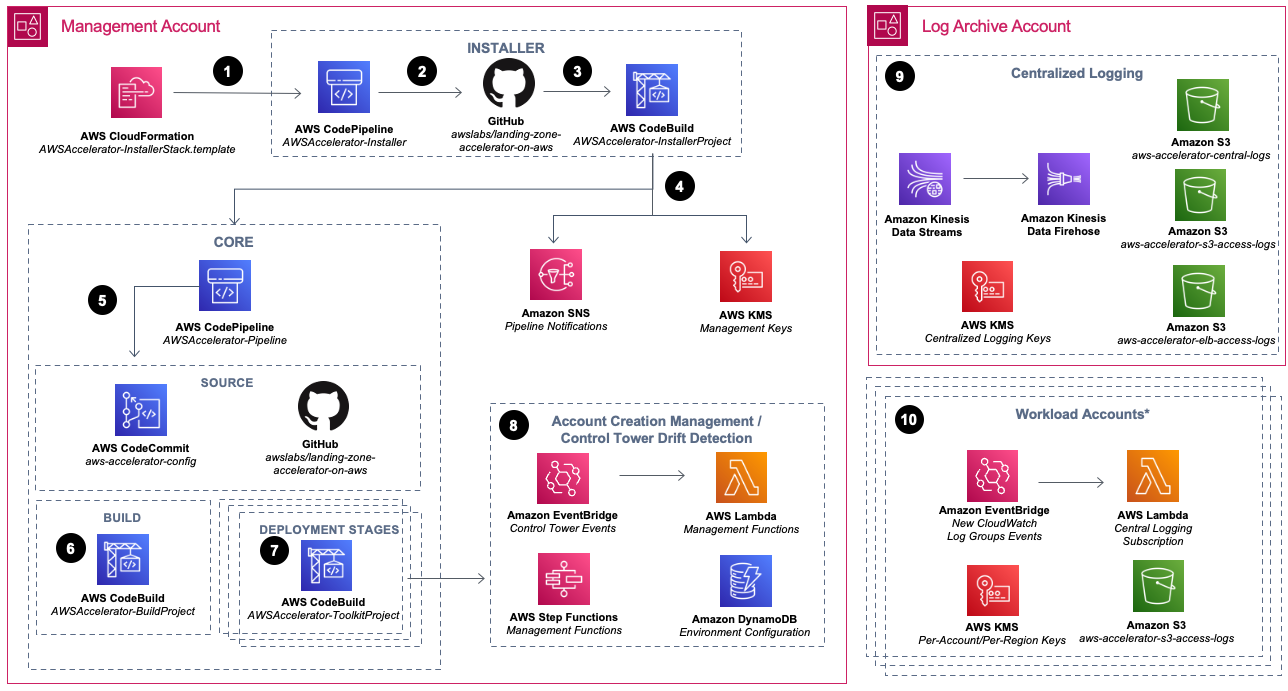 Management Account
INSTALLER
1
2
3
AWS CloudFormation
AWSAccelerator-InstallerStack.template
AWS CodePipeline
AWSAccelerator-Installer
GitHub
awslabs/landing-zone-
accelerator-on-aws
AWS CodeBuild
AWSAccelerator-InstallerProject
4
Amazon SNS
Pipeline Notifications
AWS KMS
Management Keys
CORE
5
AWS CodePipeline
AWSAccelerator-Pipeline
SOURCE
AWS CodeCommit
aws-accelerator-config
GitHub
awslabs/landing-zone-
accelerator-on-aws
BUILD
6
AWS CodeBuild
AWSAccelerator-BuildProject
DEPLOYMENT STAGES
7
AWS CodeBuild
AWSAccelerator-ToolkitProject
8
Account Creation Management /
Control Tower Drift Detection
Amazon EventBridge
Control Tower Events
AWS Lambda
Management Functions
AWS Step Functions
Management Functions
Amazon DynamoDB
Environment Configuration
Log Archive Account
9
Centralized Logging
Amazon Kinesis
Data Streams
Amazon Kinesis
Data Firehose
Amazon S3
aws-accelerator-central-logs
Amazon S3
aws-accelerator-s3-access-logs
AWS KMS
Centralized Logging Keys
Amazon S3
aws-accelerator-elb-access-logs
10
Workload Accounts*
Amazon EventBridge
New CloudWatch
Log Groups Events
AWS Lambda
Central Logging
Subscription
AWS KMS
Per-Account/Per-Region Keys
Amazon S3
aws-accelerator-s3-access-logs